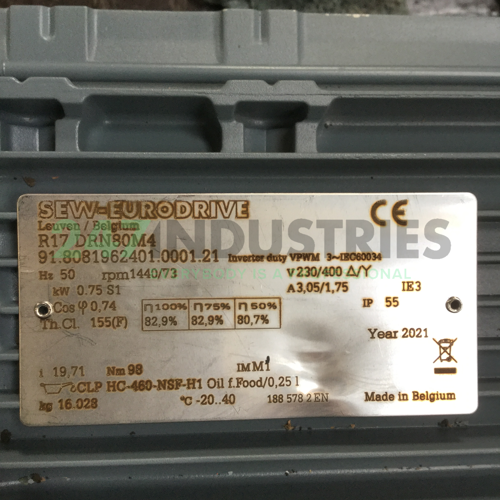 SEW-EURODRIVE CE
Leuven / Belgium
R17 DRN80M4
91.8081962401.0001.21 Inverter duty VPWM 3~IEC60034
Hz 50 rpm 1440/73 V 230/400 Δ/Y
kW 0.75 S1 A 3,05/1,75 IE3
Cos φ 0,74 η100% η75% η50% IP 55
Th.Cl. 155(F) 82,9% 82,9% 80,7%
Year 2021
i 19,71 Nm 98 IM M1
CLP HC-460-NSF-H1 Oil f.Food/0,25 l
kg 16.028 °C -20..40 188 578 2 EN Made in Belgium
INDUSTRIES